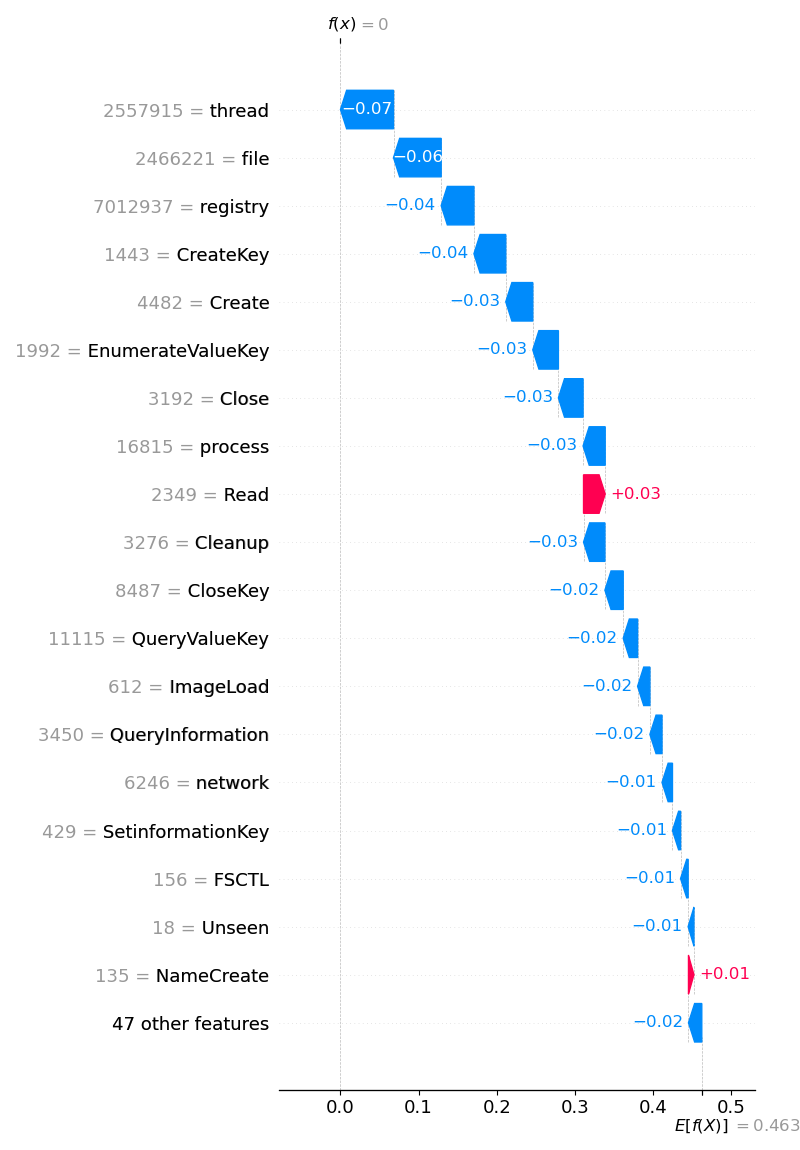 f(x) = 0
2557915 = thread
−0.07
2466221 = file
−0.06
7012937 = registry
−0.04
1443 = CreateKey
−0.04
4482 = Create
−0.03
1992 = EnumerateValueKey
−0.03
3192 = Close
−0.03
16815 = process
−0.03
2349 = Read
+0.03
3276 = Cleanup
−0.03
8487 = CloseKey
−0.02
11115 = QueryValueKey
−0.02
612 = ImageLoad
−0.02
3450 = QueryInformation
−0.02
6246 = network
−0.01
429 = SetinformationKey
−0.01
156 = FSCTL
−0.01
18 = Unseen
−0.01
135 = NameCreate
+0.01
47 other features
−0.02
0.0 0.1 0.2 0.3 0.4 0.5
E[f(X)] = 0.463